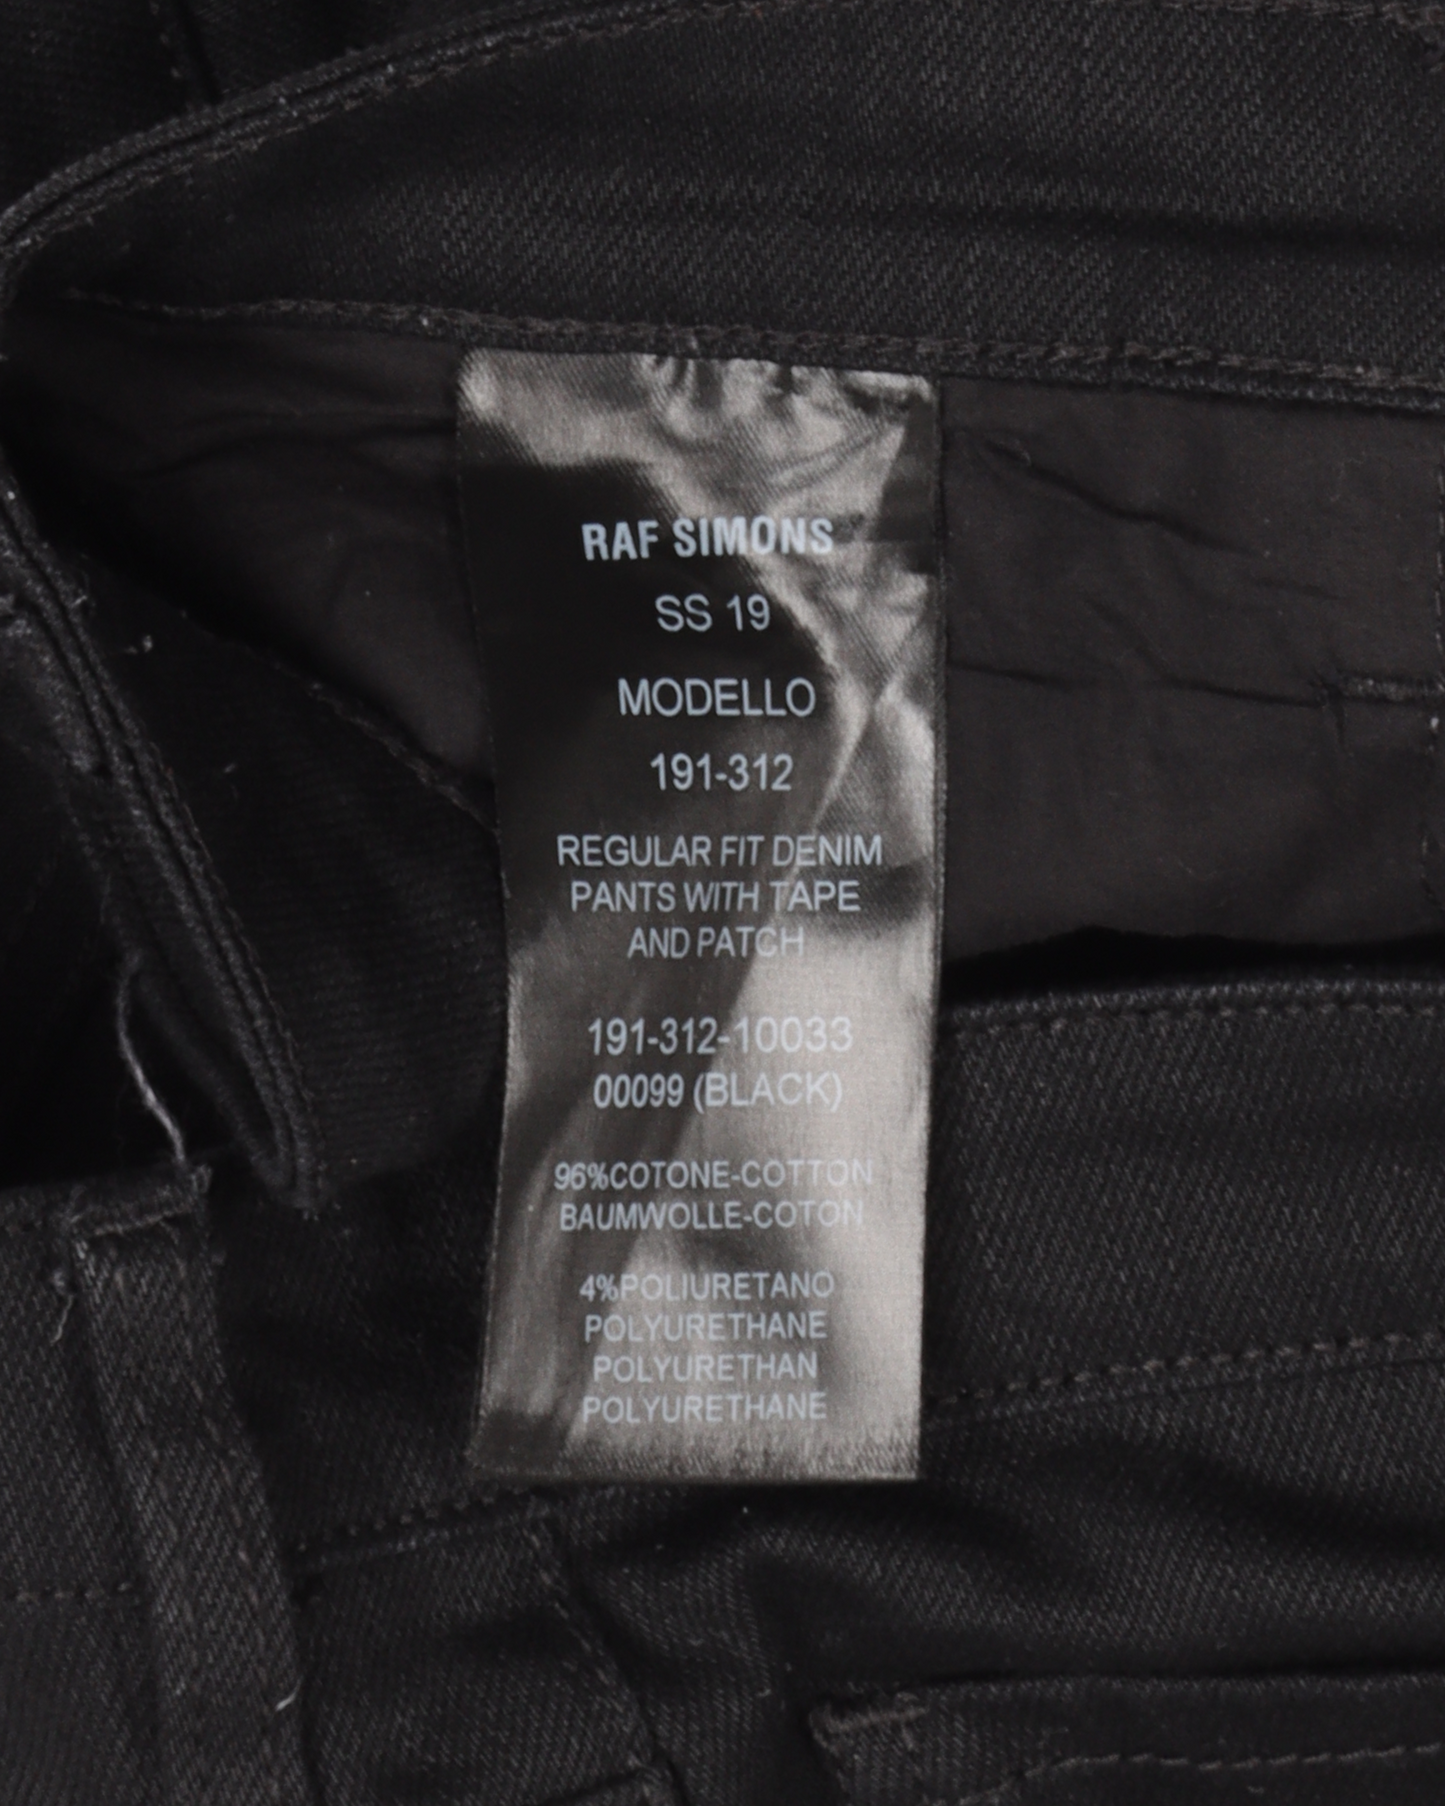 RAF SIMONS
SS 19
MODELLO
191-312
REGULAR FIT DENIM
PANTS WITH TAPE
AND PATCH
191-312-10033
00099 (BLACK)
96%COTONE-COTTON
BAUMWOLLE-COTON
4%POLIURETANO
POLYURETHANE
POLYURETHAN
POLYURETHANE